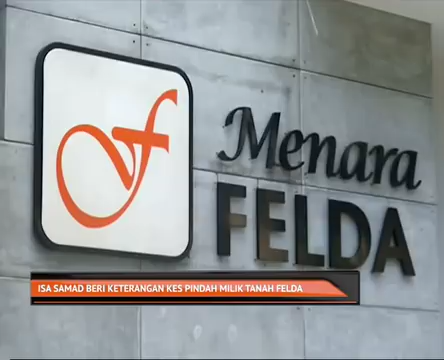 Menara
FELDA
ISA SAMAD BERI KETERANGAN KES PINDAH MILIK TANAH FELDA